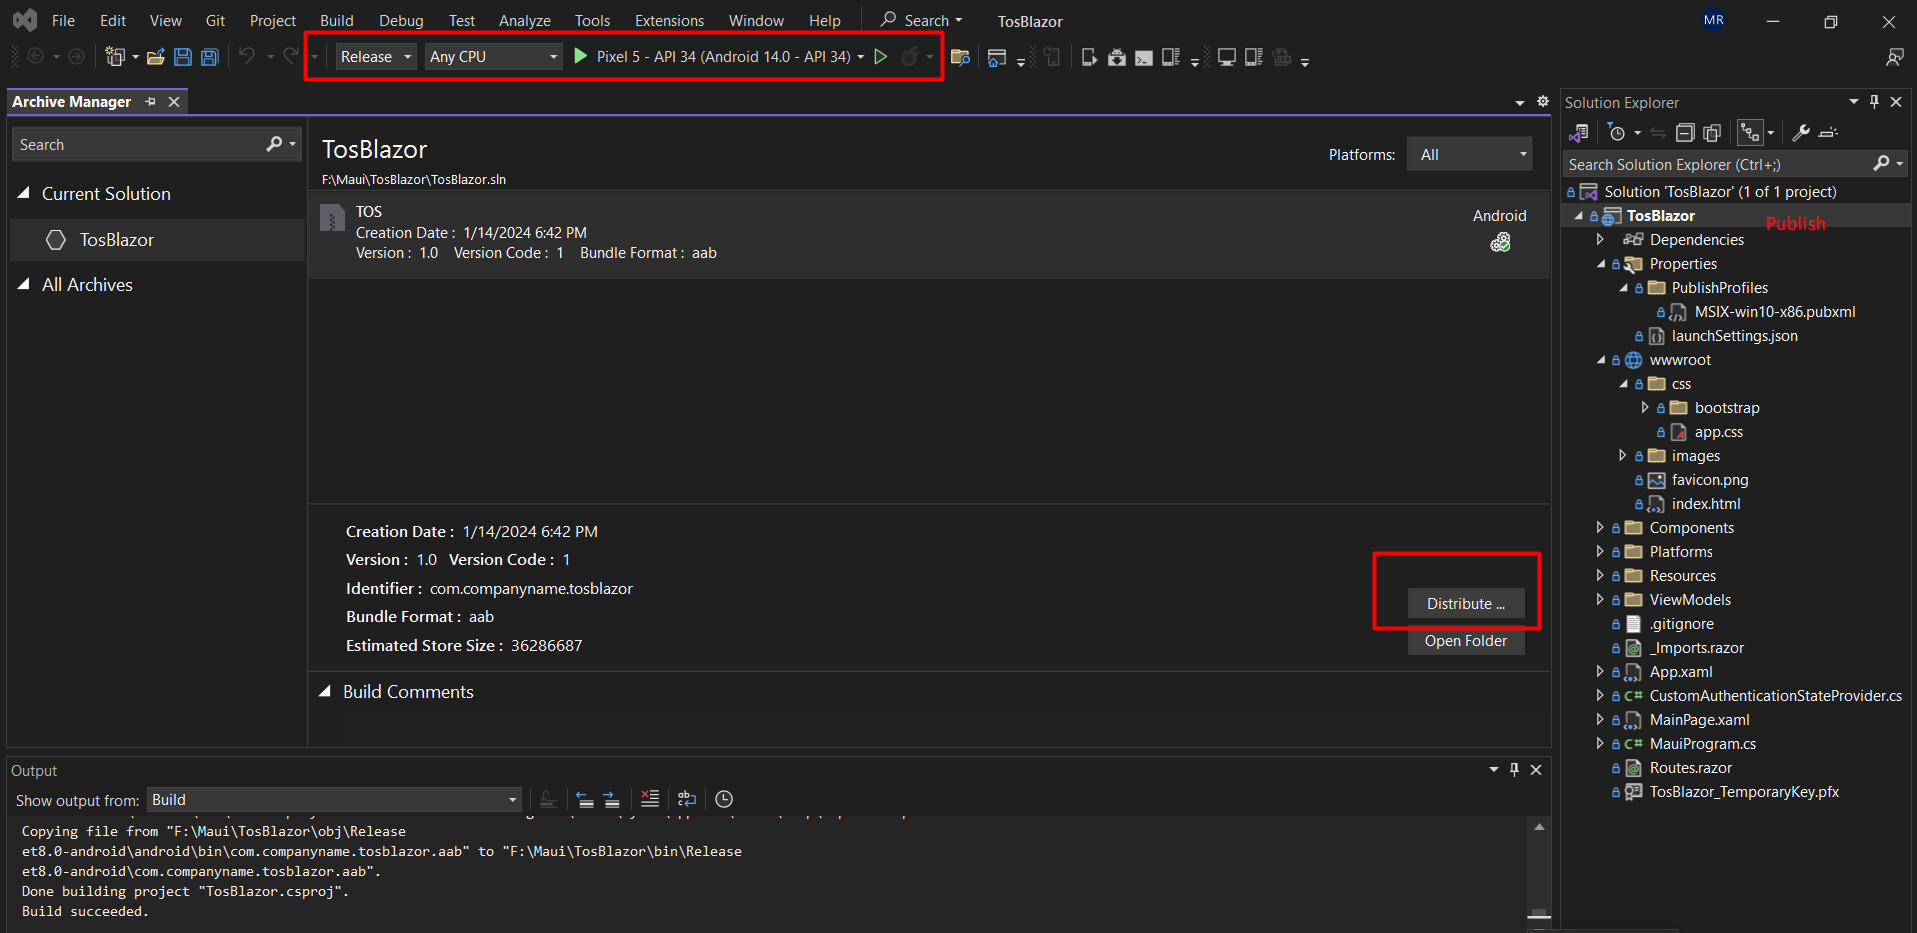 File Edit View Git Project Build Debug Test Analyze Tools Extensions Window Help Search TosBlazor MR
Release Any CPU Pixel 5 - API 34 (Android 14.0 - API 34)
Archive Manager
Search
Current Solution
TosBlazor
All Archives
TosBlazor
F:\Maui\TosBlazor\TosBlazor.sln
Platforms: All
TOS
Creation Date : 1/14/2024 6:42 PM
Version : 1.0 Version Code : 1 Bundle Format : aab
Android
Creation Date : 1/14/2024 6:42 PM
Version : 1.0 Version Code : 1
Identifier : com.companyname.tosblazor
Bundle Format : aab
Estimated Store Size : 36286687
Distribute ...
Open Folder
Build Comments
Output
Show output from: Build
Copying file from "F:\Maui\TosBlazor\obj\Release
et8.0-android\android\bin\com.companyname.tosblazor.aab" to "F:\Maui\TosBlazor\bin\Release
et8.0-android\com.companyname.tosblazor.aab".
Done building project "TosBlazor.csproj".
Build succeeded.
Solution Explorer
Search Solution Explorer (Ctrl+;)
Solution 'TosBlazor' (1 of 1 project)
TosBlazor
Publish
Dependencies
Properties
PublishProfiles
MSIX-win10-x86.pubxml
launchSettings.json
wwwroot
css
bootstrap
app.css
images
favicon.png
index.html
Components
Platforms
Resources
ViewModels
.gitignore
_Imports.razor
App.xaml
C# CustomAuthenticationStateProvider.cs
MainPage.xaml
C# MauiProgram.cs
Routes.razor
TosBlazor_TemporaryKey.pfx